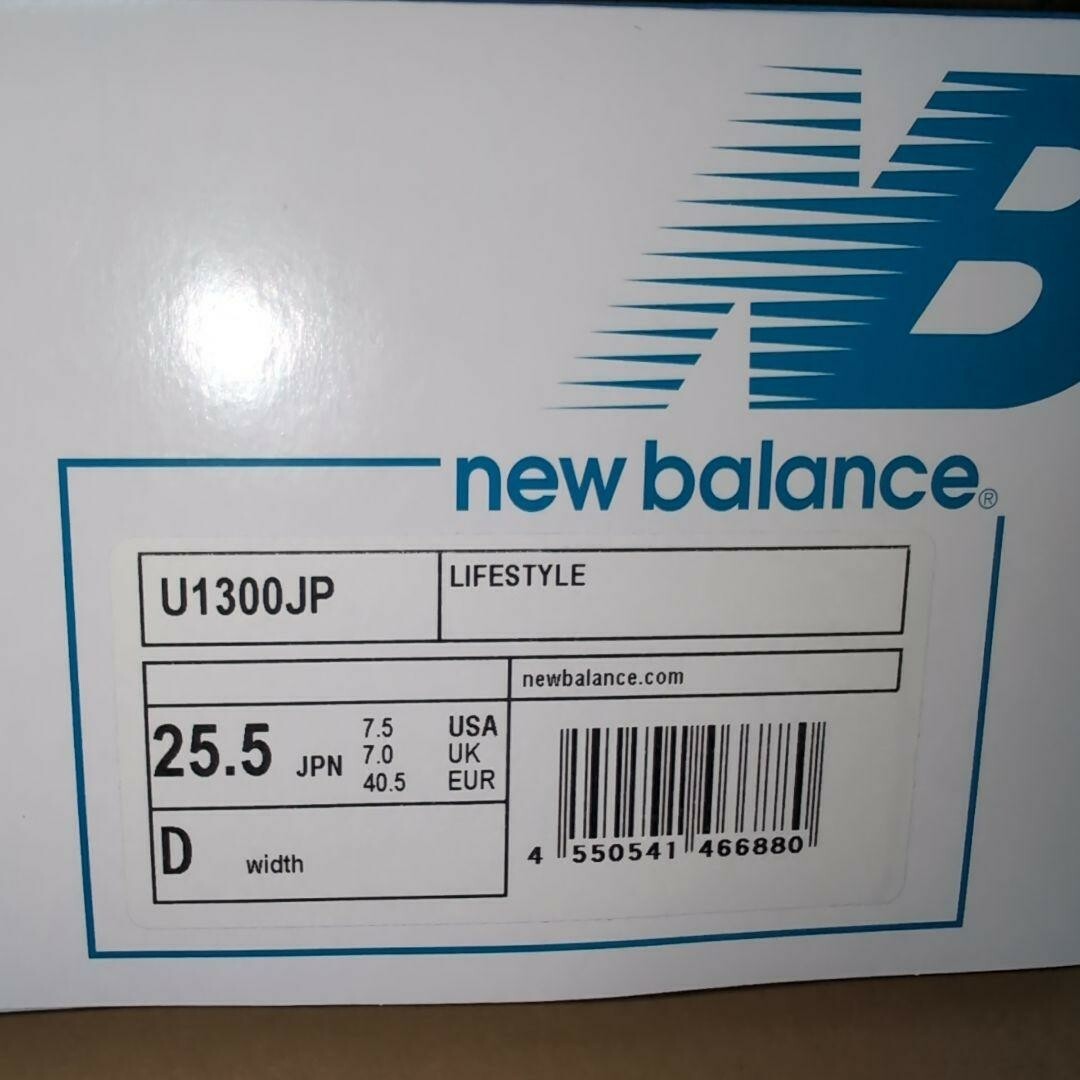 NB
new balance®
U1300JP
LIFESTYLE
newbalance.com
25.5 JPN
7.5 USA
7.0 UK
40.5 EUR
D width
4 550541 466880